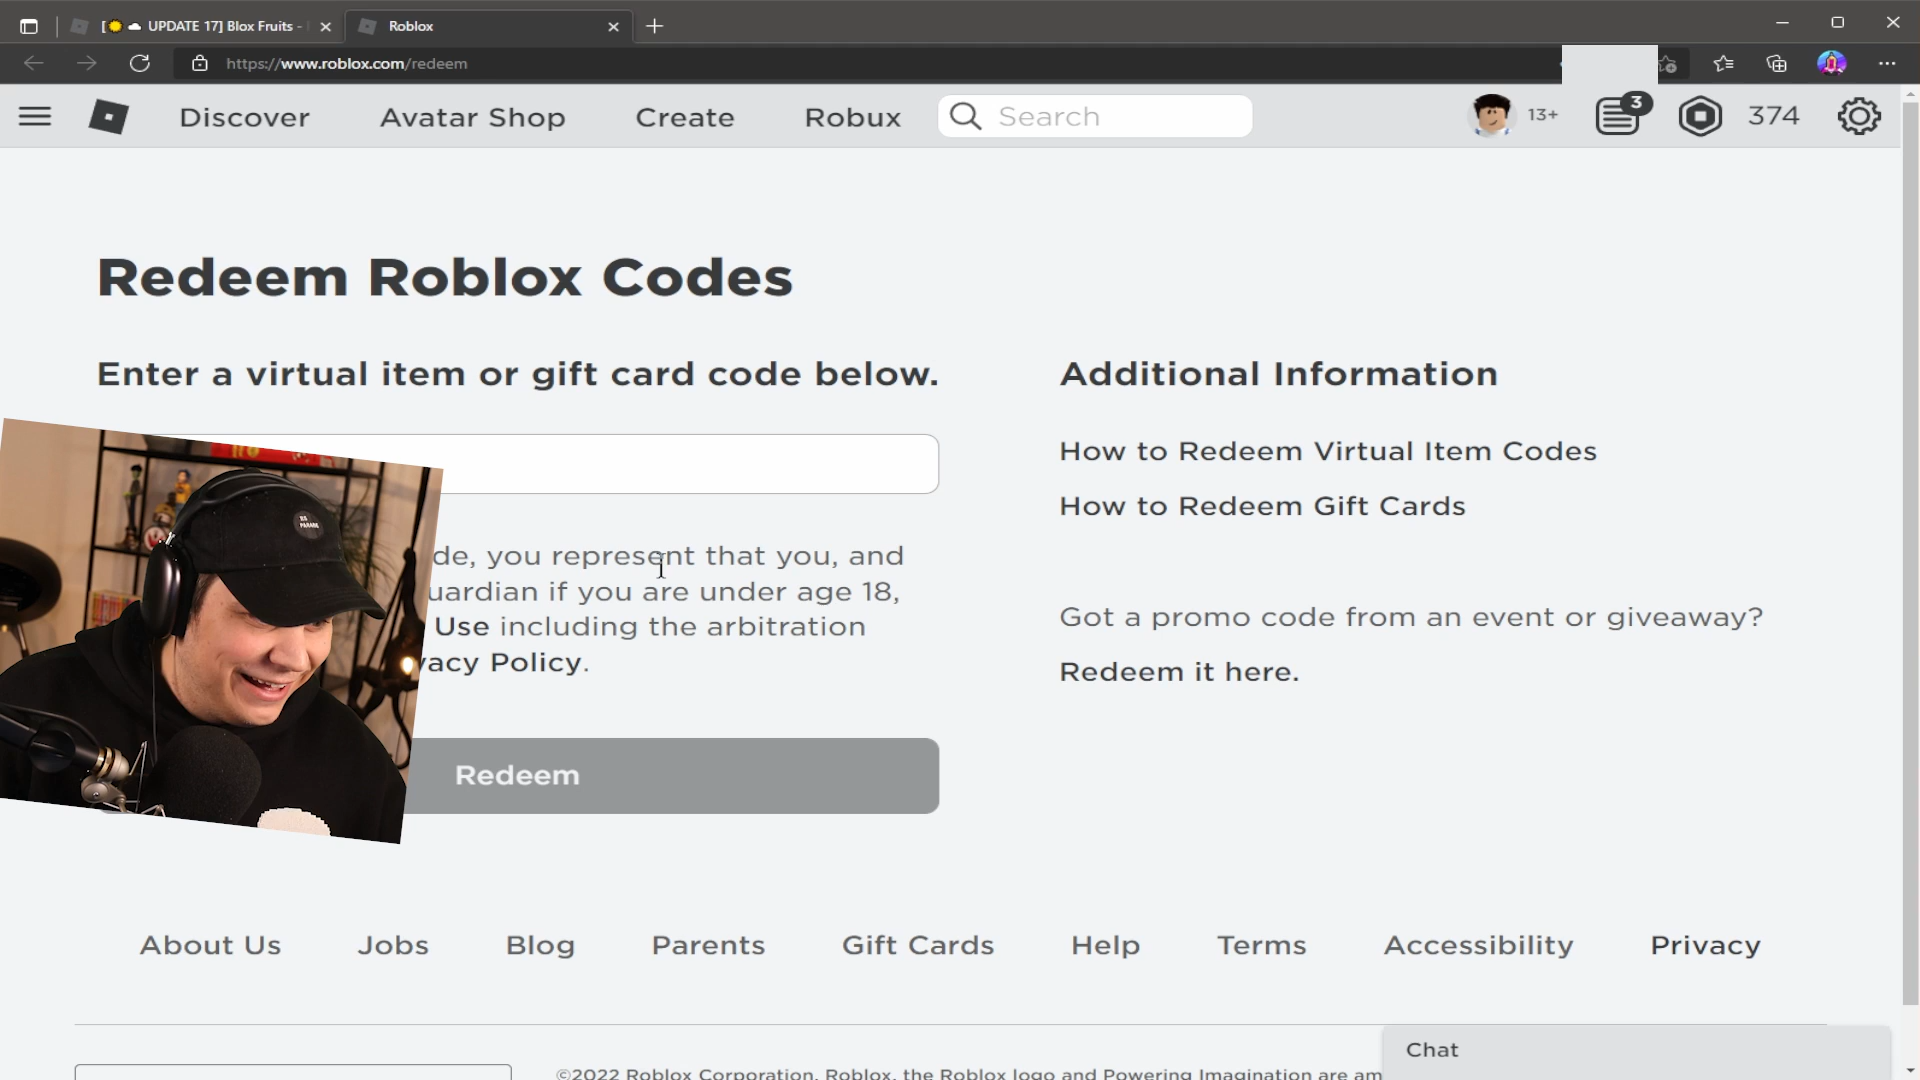 UPDATE 17] Blox Fruits -
Roblox
https://www.roblox.com/redeem
Discover
Avatar Shop
Create
Robux
Search
13+
3
374
Redeem Roblox Codes
Enter a virtual item or gift card code below.
Additional Information
How to Redeem Virtual Item Codes
How to Redeem Gift Cards
de, you represent that you, and
uardian if you are under age 18,
Use including the arbitration
vacy Policy.
Got a promo code from an event or giveaway?
Redeem it here.
Redeem
About Us
Jobs
Blog
Parents
Gift Cards
Help
Terms
Accessibility
Privacy
Chat
©2022 Roblox Corporation. Roblox, the Roblox logo and Powering Imagination are am